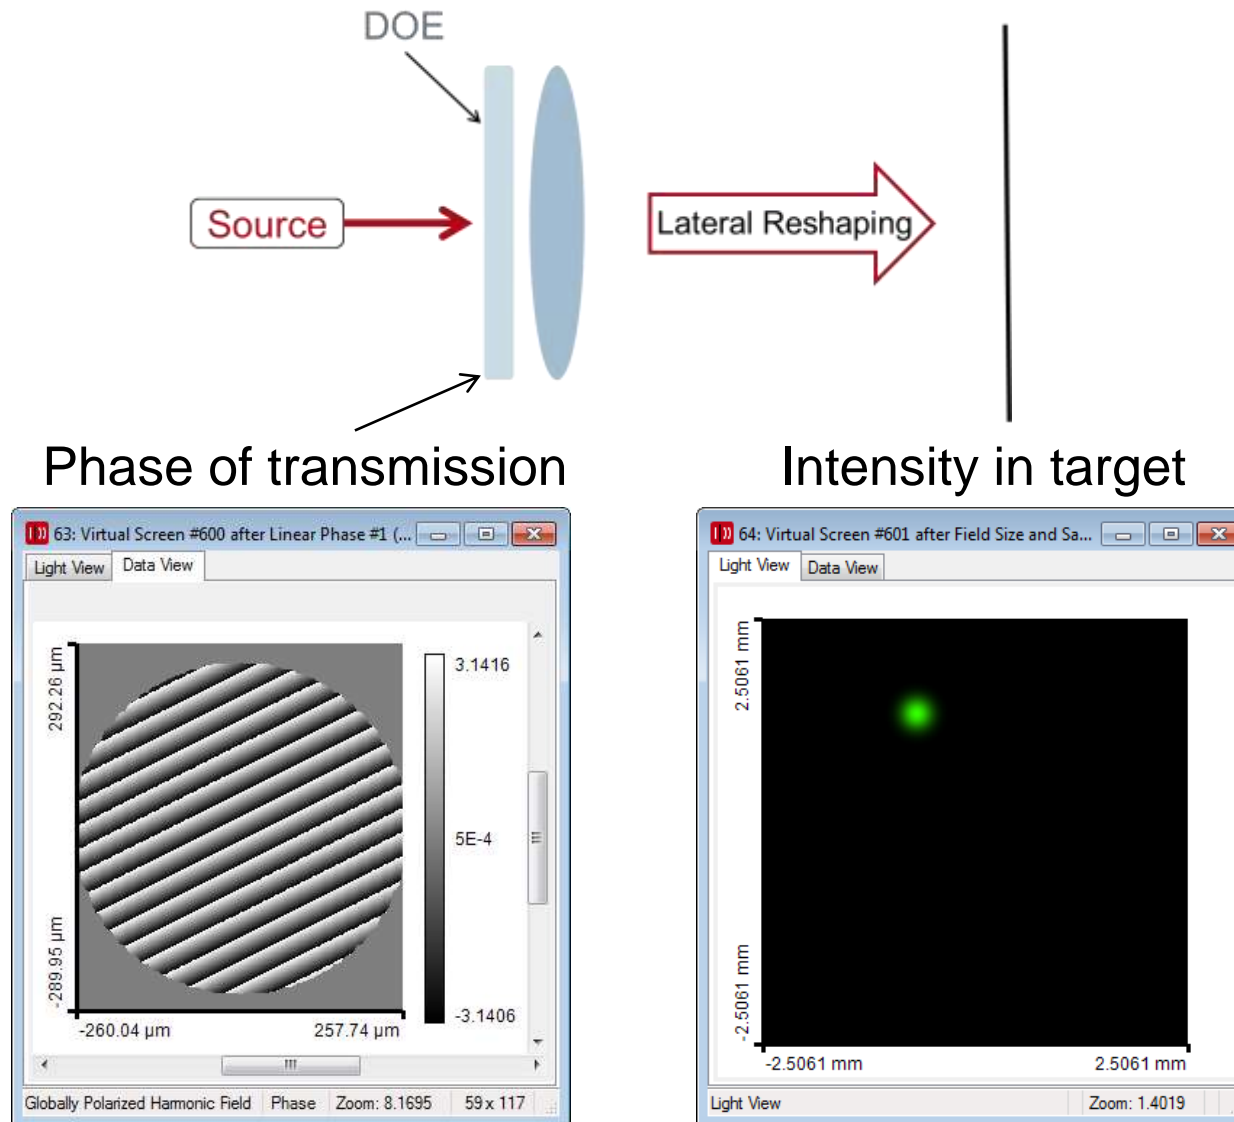 DOE
Source
Lateral Reshaping
Phase of transmission
Intensity in target
63: Virtual Screen #600 after Linear Phase #1 (...
Light View
Data View
292.26 µm
-289.95 µm
-260.04 µm
257.74 µm
3.1416
5E-4
-3.1406
Globally Polarized Harmonic Field
Phase
Zoom: 8.1695
59 x 117
64: Virtual Screen #601 after Field Size and Sa...
Light View
Data View
2.5061 mm
-2.5061 mm
-2.5061 mm
2.5061 mm
Light View
Zoom: 1.4019